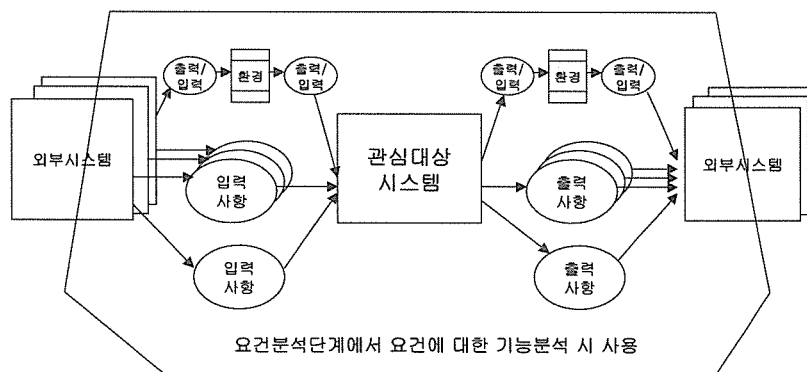 출력/
입력
환경
출력/
입력
출력/
입력
환경
출력/
입력
외부시스템
입력
사항
관심대상
시스템
출력
사항
외부시스템
입력
사항
출력
사항
요건분석단계에서 요건에 대한 기능분석 시 사용